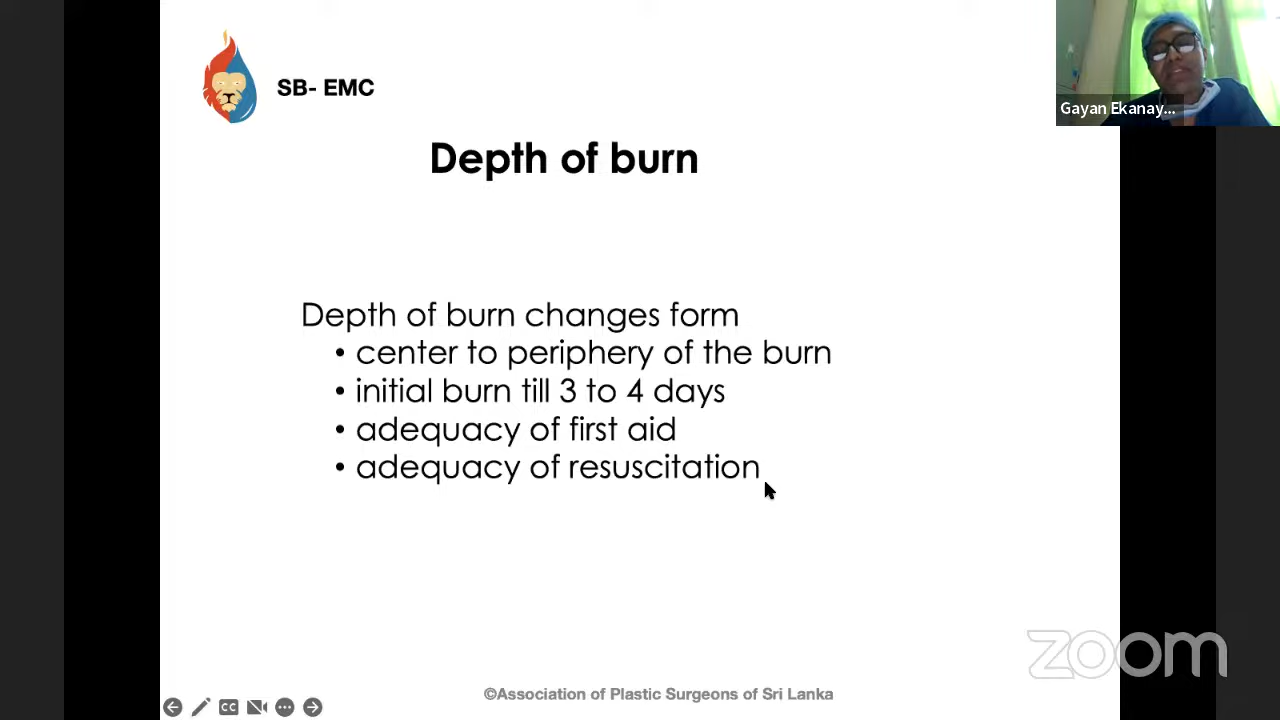 SB- EMC
Gayan Ekanay...
Depth of burn
Depth of burn changes form
• center to periphery of the burn
• initial burn till 3 to 4 days
• adequacy of first aid
• adequacy of resuscitation
zoom
CC
©Association of Plastic Surgeons of Sri Lanka